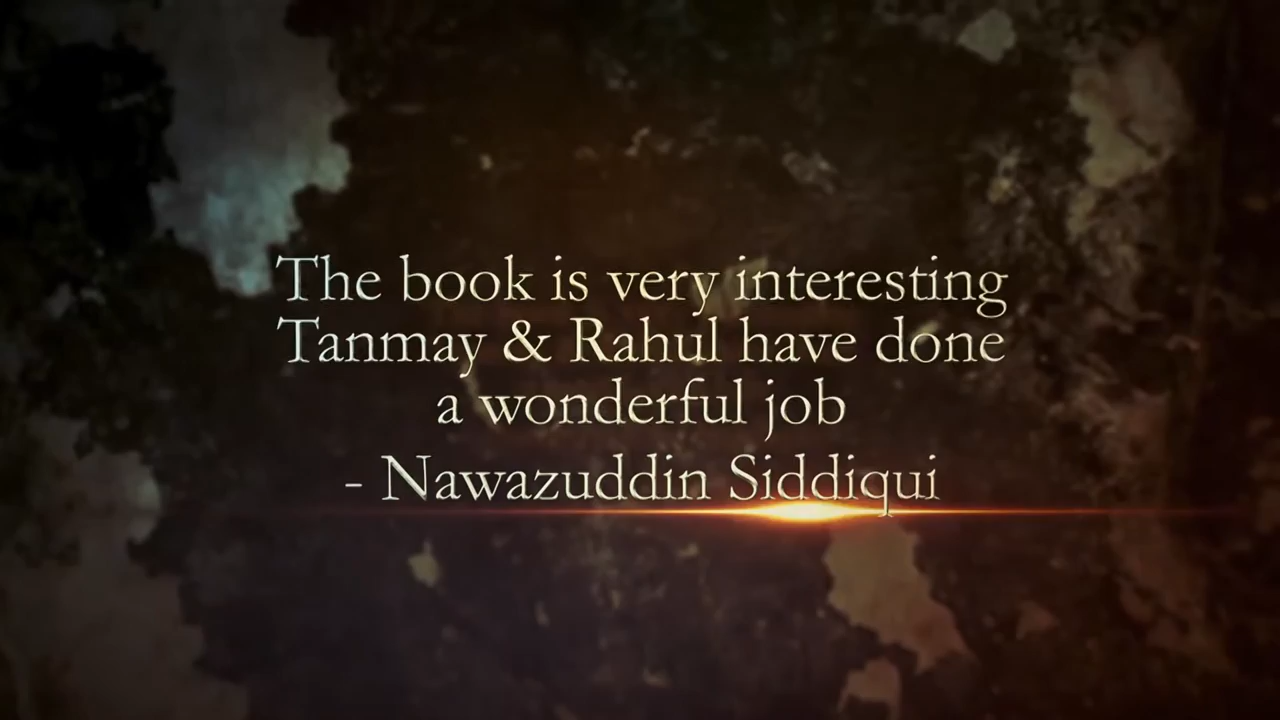 The book is very interesting
Tanmay & Rahul have done
a wonderful job
- Nawazuddin Siddiqui